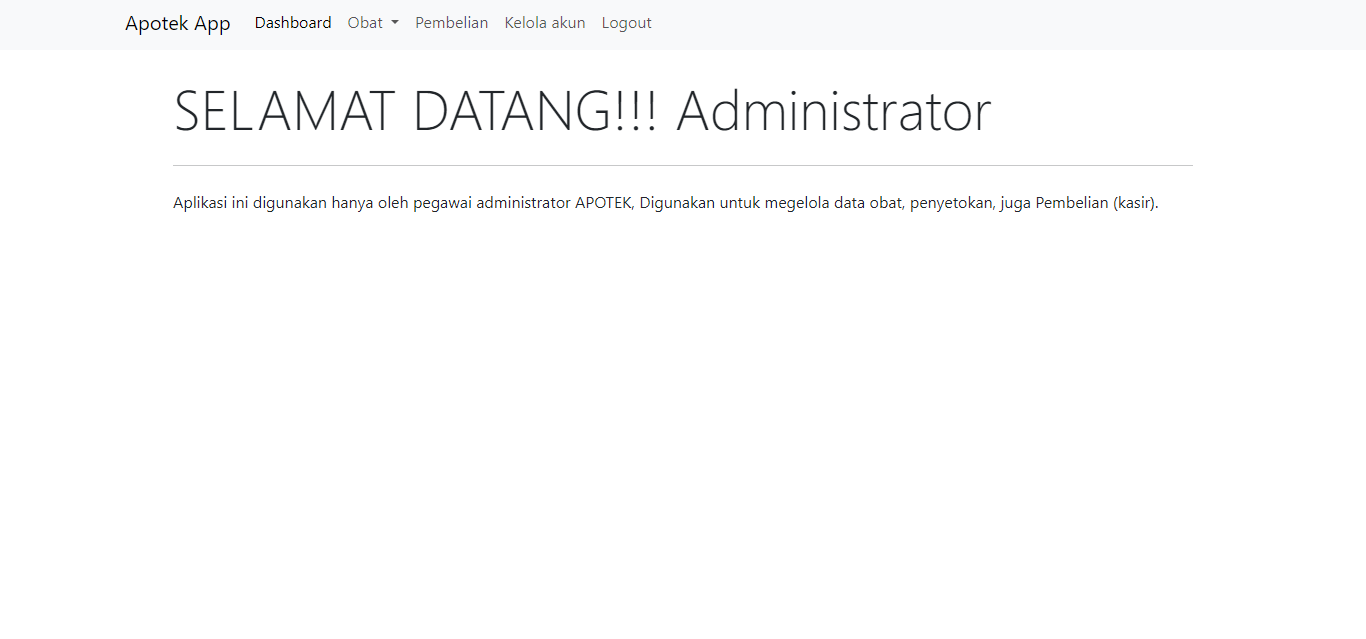 Apotek App Dashboard Obat Pembelian Kelola akun Logout
SELAMAT DATANG!!! Administrator
Aplikasi ini digunakan hanya oleh pegawai administrator APOTEK, Digunakan untuk megelola data obat, penyetokan, juga Pembelian (kasir).